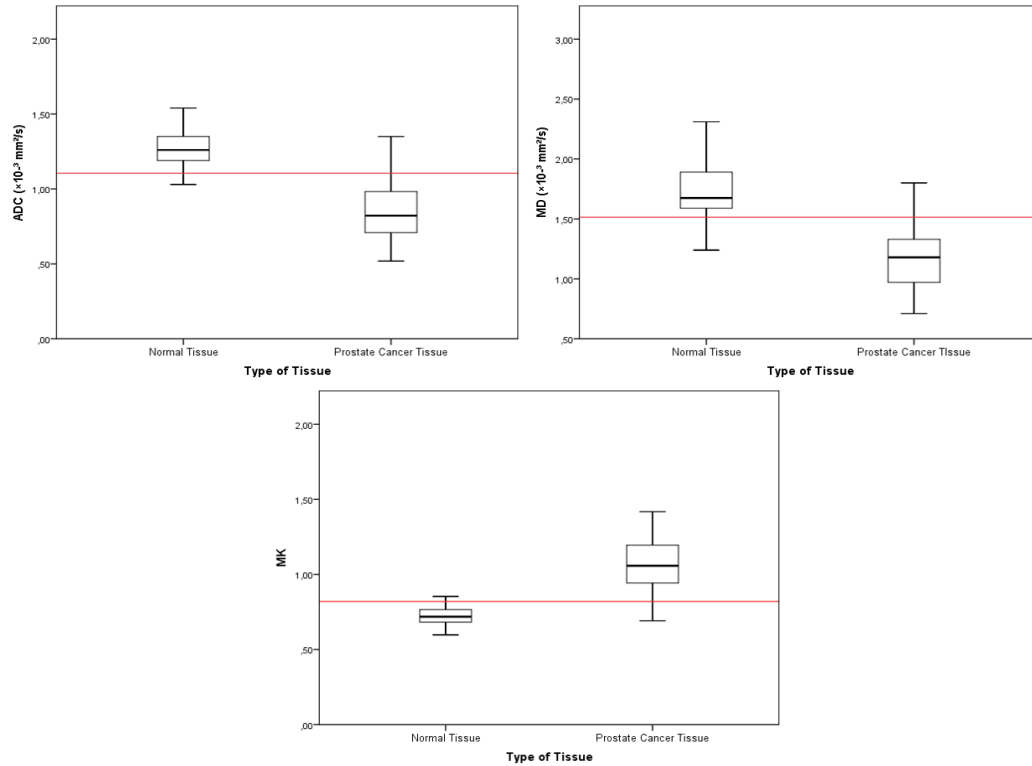 ADC (×10⁻³ mm²/s)
2,00
1,50
1,00
,50
,00
Normal Tissue
Prostate Cancer Tissue
Type of Tissue
MD (×10⁻³ mm²/s)
3,00
2,50
2,00
1,50
1,00
,50
Normal Tissue
Prostate Cancer TIssue
Type of Tissue
MK
2,00
1,50
1,00
,50
,00
Normal Tissue
Prostate Cancer Tissue
Type of Tissue